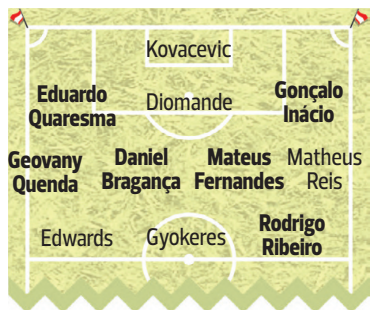 Kovacevic
Eduardo Quaresma
Diomande
Gonçalo Inácio
Geovany Quenda
Daniel Bragança
Mateus Fernandes
Matheus Reis
Edwards
Gyokeres
Rodrigo Ribeiro